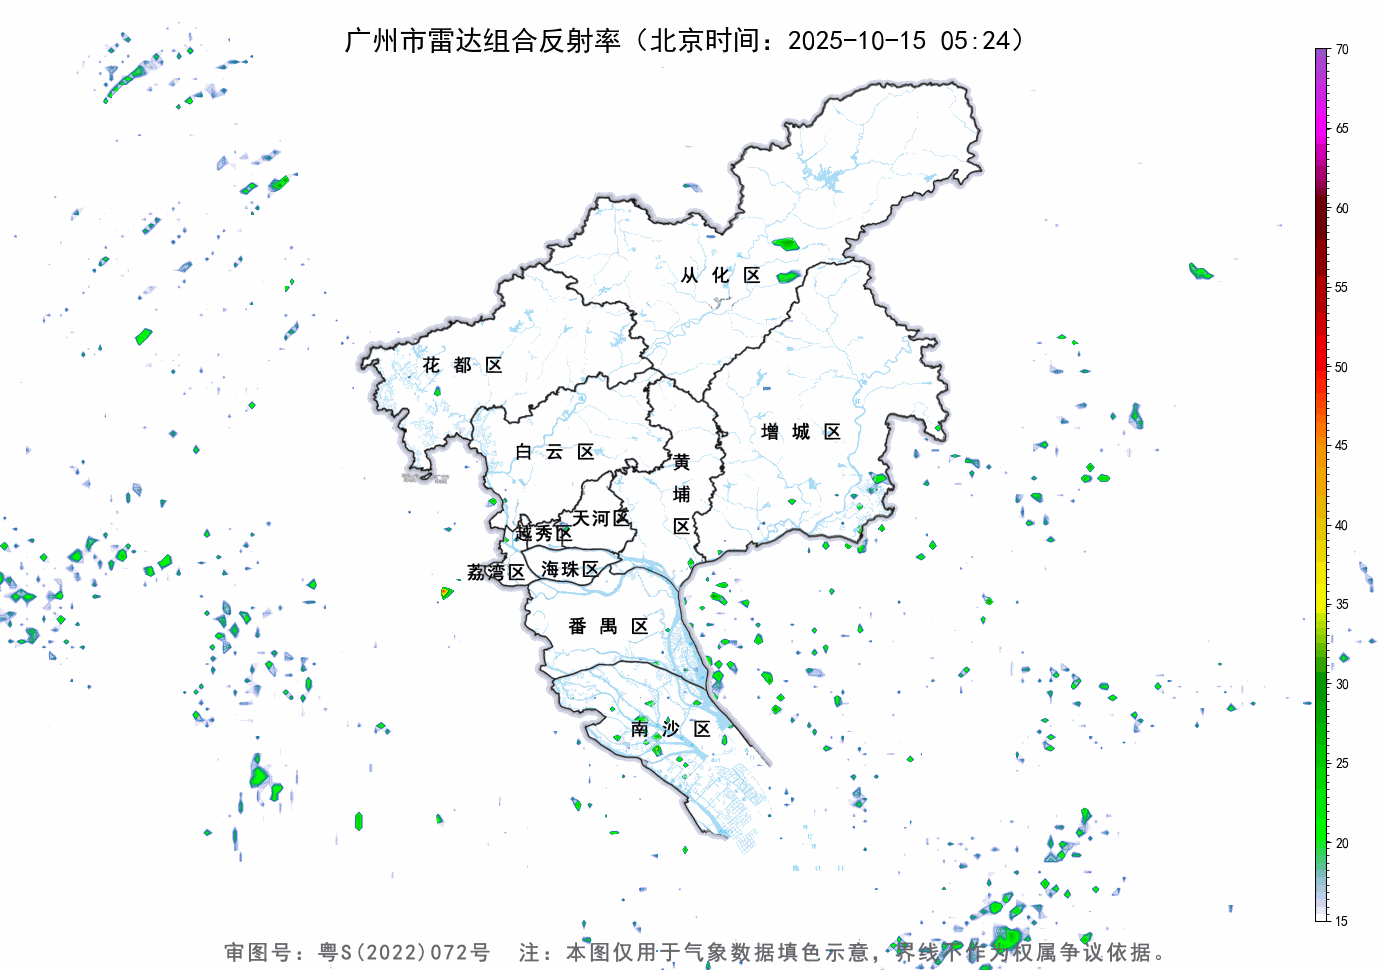 广州市雷达组合反射率（北京时间：2025-10-15 05:24）
70
65
60
55
50
45
40
35
30
25
20
15
从化区
花都区
增城区
白云区
黄埔区
天河区
越秀区
海珠区
荔湾区
番禺区
南沙区
审图号：粤S(2022)072号 注：本图仅用于气象数据填色示意，界线不作为权属争议依据。